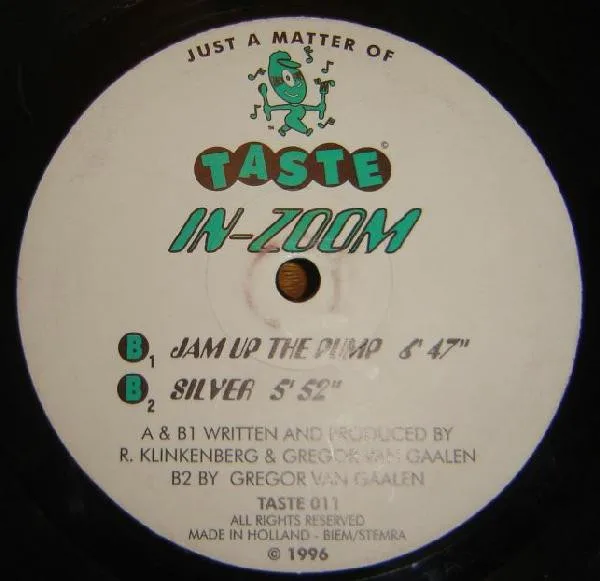 JUST A MATTER OF
TM
TASTE ©
IN-ZOOM
B1 JAM UP THE PUMP 6' 47"
B2 SILVER 5' 52"
A & B1 WRITTEN AND PRODUCED BY
R. KLINKENBERG & GREGOR VAN GAALEN
B2 BY GREGOR VAN GAALEN
TASTE 011
ALL RIGHTS RESERVED
MADE IN HOLLAND - BIEM/STEMRA
© 1996